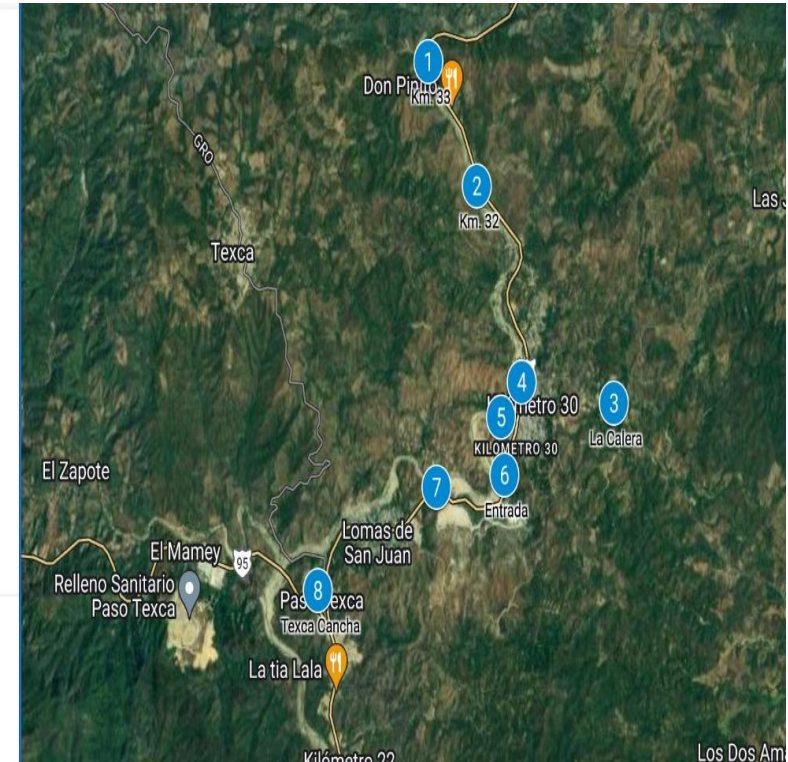 1
Don Pipiro
Km. 33
2
Km. 32
Las J
GRO
Texca
4
3
Kilómetro 30
5
La Calera
KILOMETRO 30
El Zapote
6
7
Entrada
Lomas de
San Juan
El Mamey
95
Relleno Sanitario
Paso Texca
8
Paso Texca
Texca Cancha
La tia Lala
Kilómetro 22
Los Dos Ama